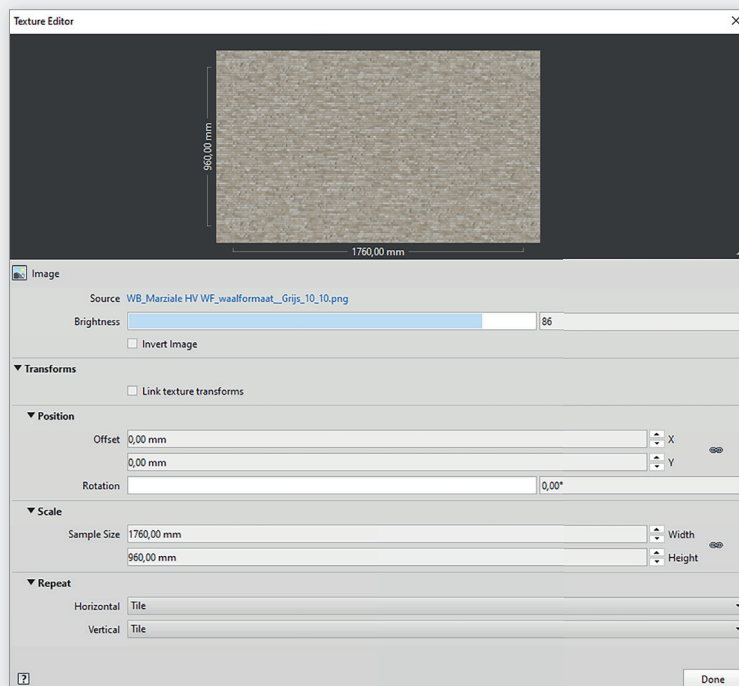 Texture Editor
960,00 mm
1760,00 mm
Image
Source WB_Marziale HV WF_waalformaat__Grijs_10_10.png
Brightness 86
Invert Image
Transforms
Link texture transforms
Position
Offset 0,00 mm X
0,00 mm Y
Rotation 0,00°
Scale
Sample Size 1760,00 mm Width
960,00 mm Height
Repeat
Horizontal Tile
Vertical Tile
? Done